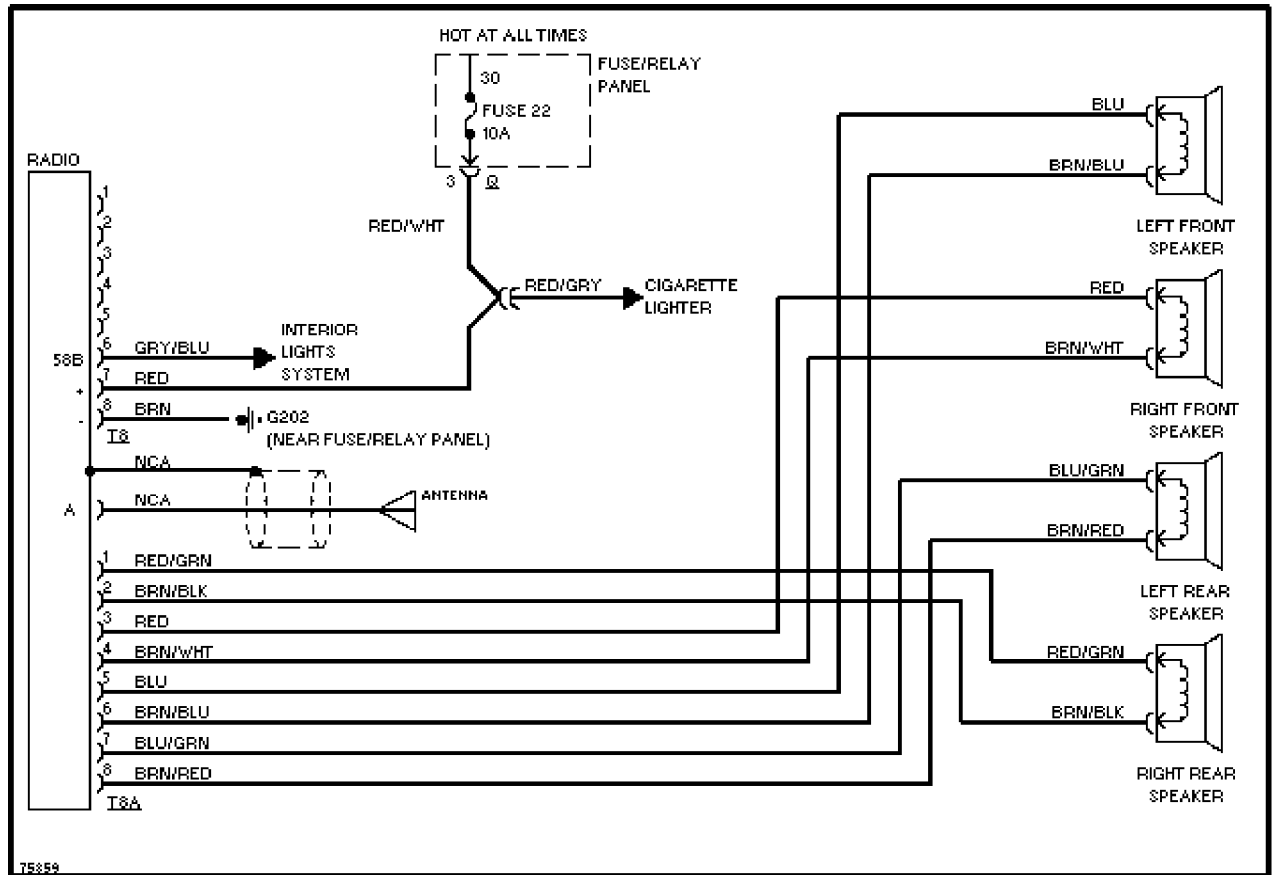 HOT AT ALL TIMES
FUSE/RELAY
PANEL
30
FUSE 22
10A
3 Q
RED/WHT
RED/GRY
CIGARETTE
LIGHTER
RADIO
1
2
3
4
5
6
GRY/BLU
58B
INTERIOR
LIGHTS
SYSTEM
7
RED
+
8
BRN
-
G202
(NEAR FUSE/RELAY PANEL)
T8
NCA
A
NCA
ANTENNA
1
RED/GRN
2
BRN/BLK
3
RED
4
BRN/WHT
5
BLU
6
BRN/BLU
7
BLU/GRN
8
BRN/RED
T8A
BLU
BRN/BLU
LEFT FRONT
SPEAKER
RED
BRN/WHT
RIGHT FRONT
SPEAKER
BLU/GRN
BRN/RED
LEFT REAR
SPEAKER
RED/GRN
BRN/BLK
RIGHT REAR
SPEAKER
75859